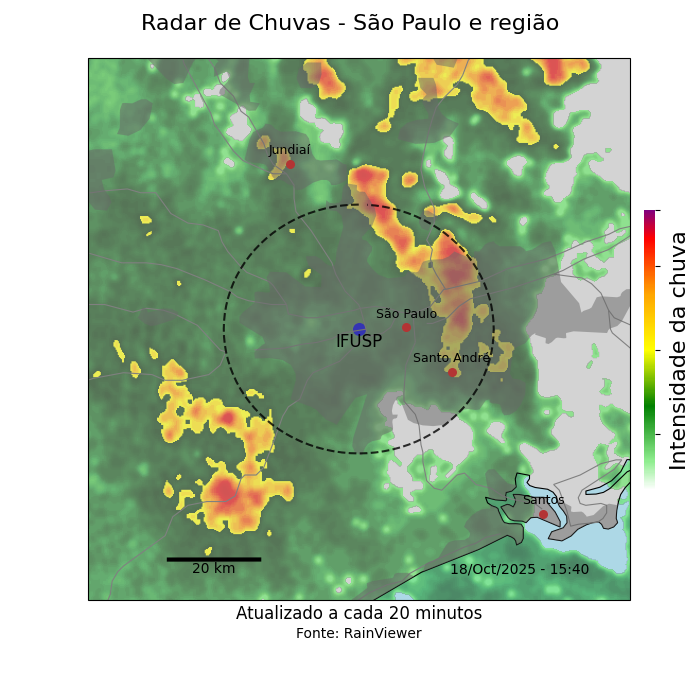 Radar de Chuvas - São Paulo e região
Jundiaí
São Paulo
IFUSP
Santo André
Santos
20 km
18/Oct/2025 - 15:40
Intensidade da chuva
Atualizado a cada 20 minutos
Fonte: RainViewer